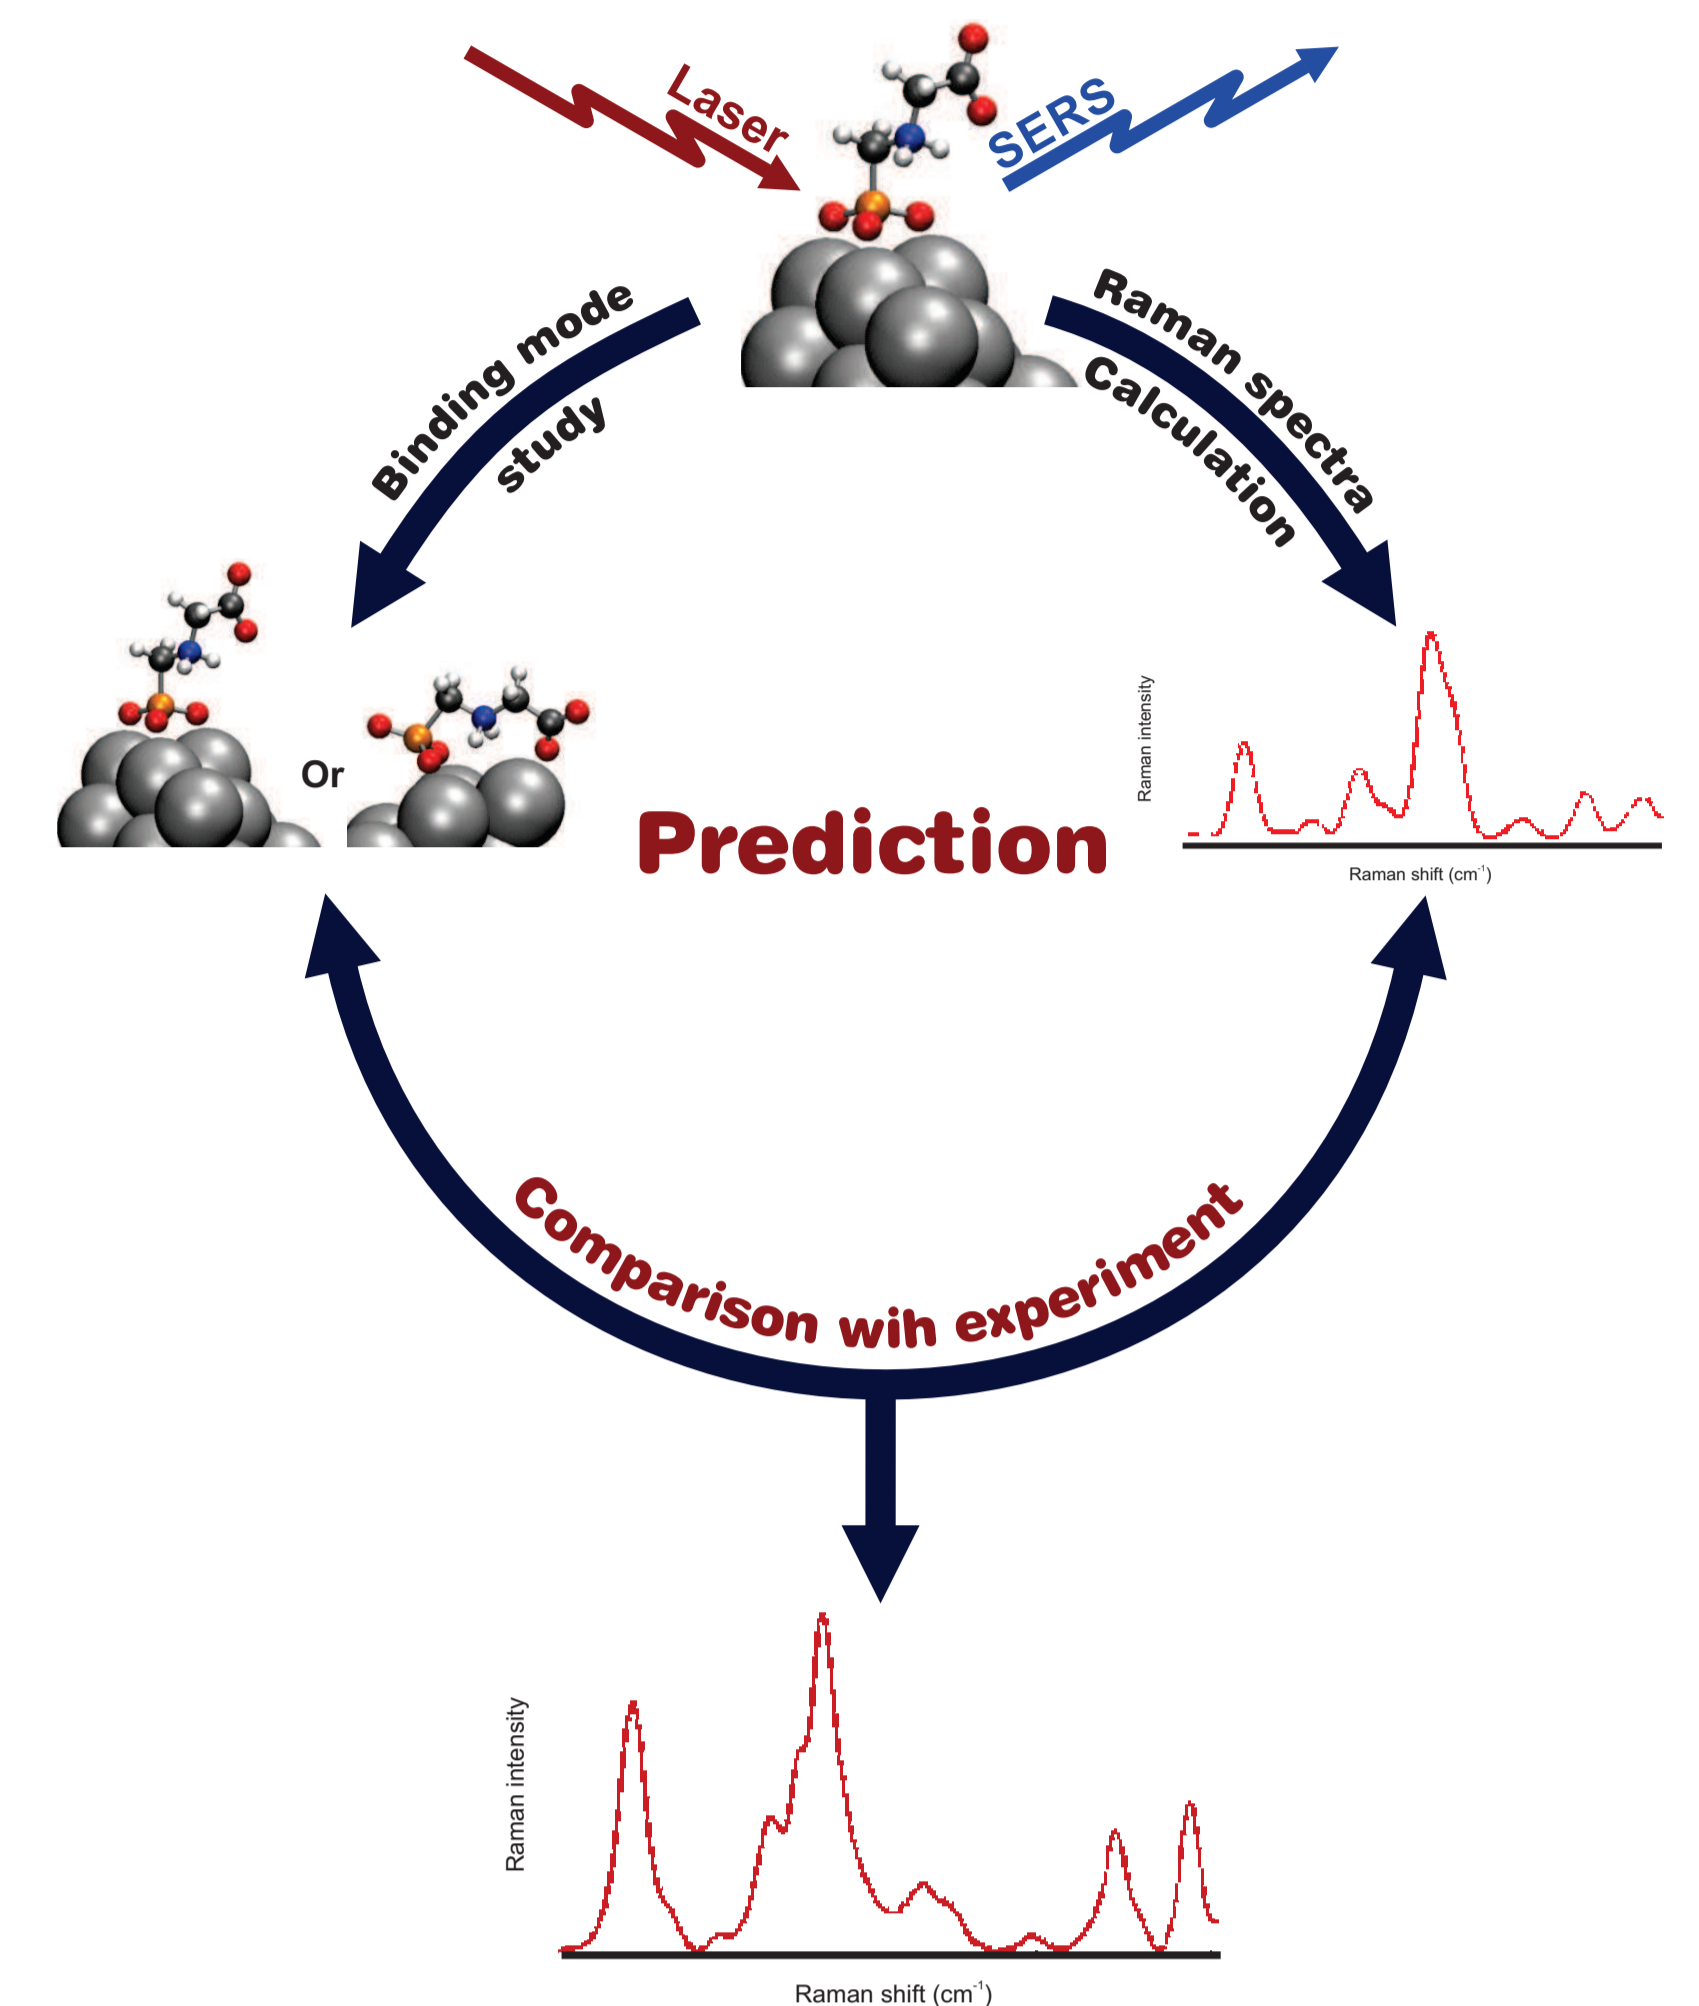 Laser
SERS
Binding mode
study
Raman spectra
Calculation
Or
Prediction
Raman intensity
Raman shift (cm⁻¹)
Comparison wih experiment
Raman intensity
Raman shift (cm⁻¹)